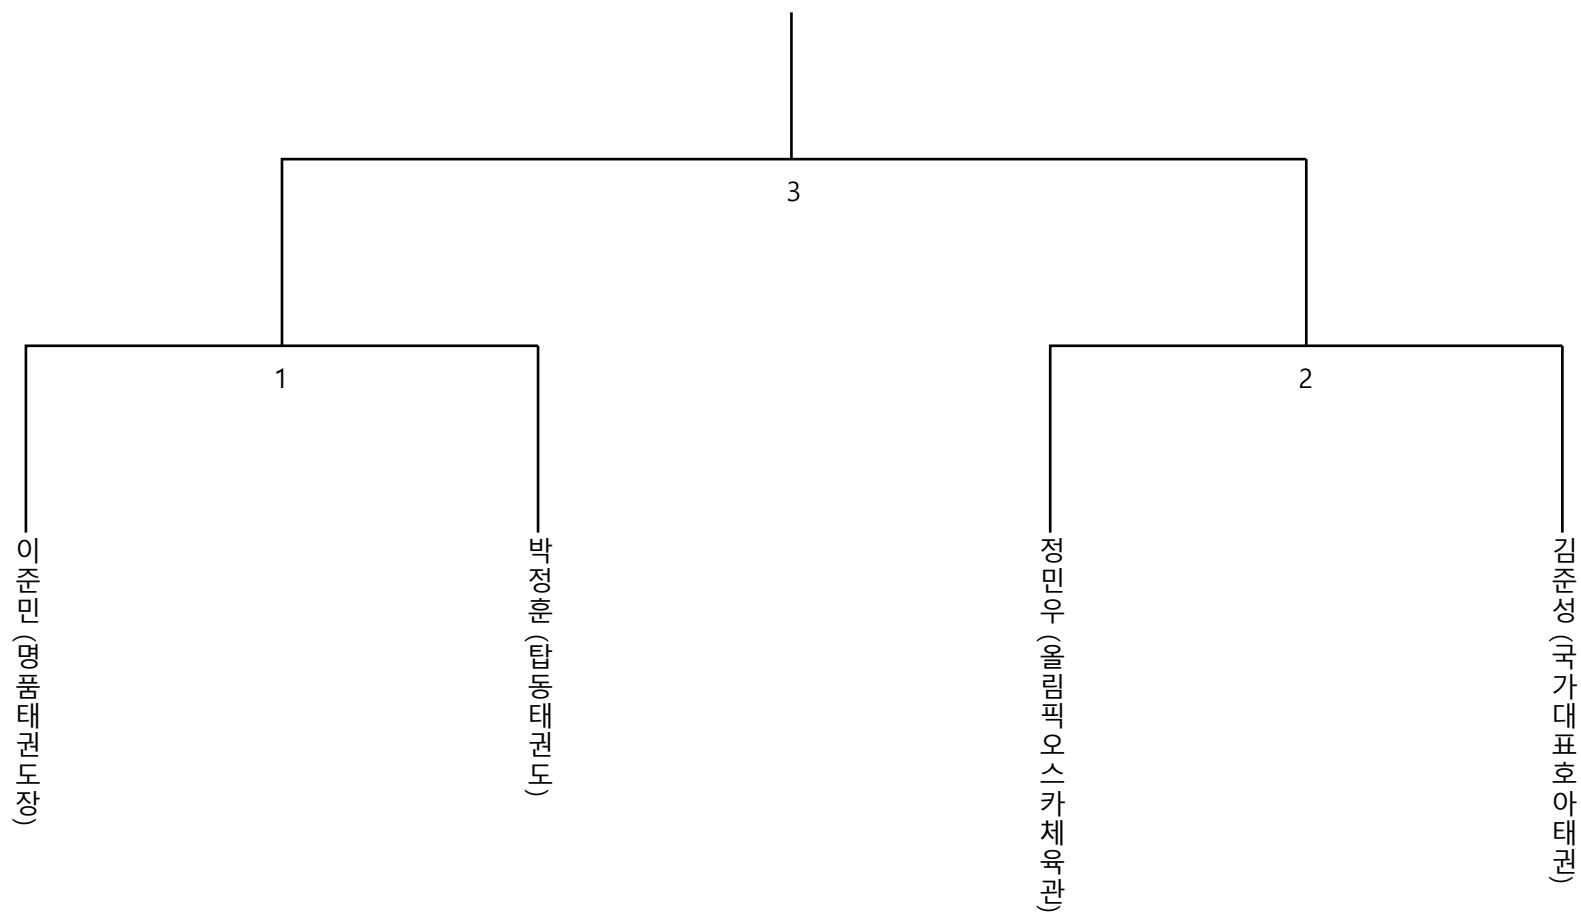 3
1
2
이준민 (명품태권도장)
박정훈 (탑동태권도)
정민우 (올림픽오스카체육관)
김준성 (국가대표호아태권)